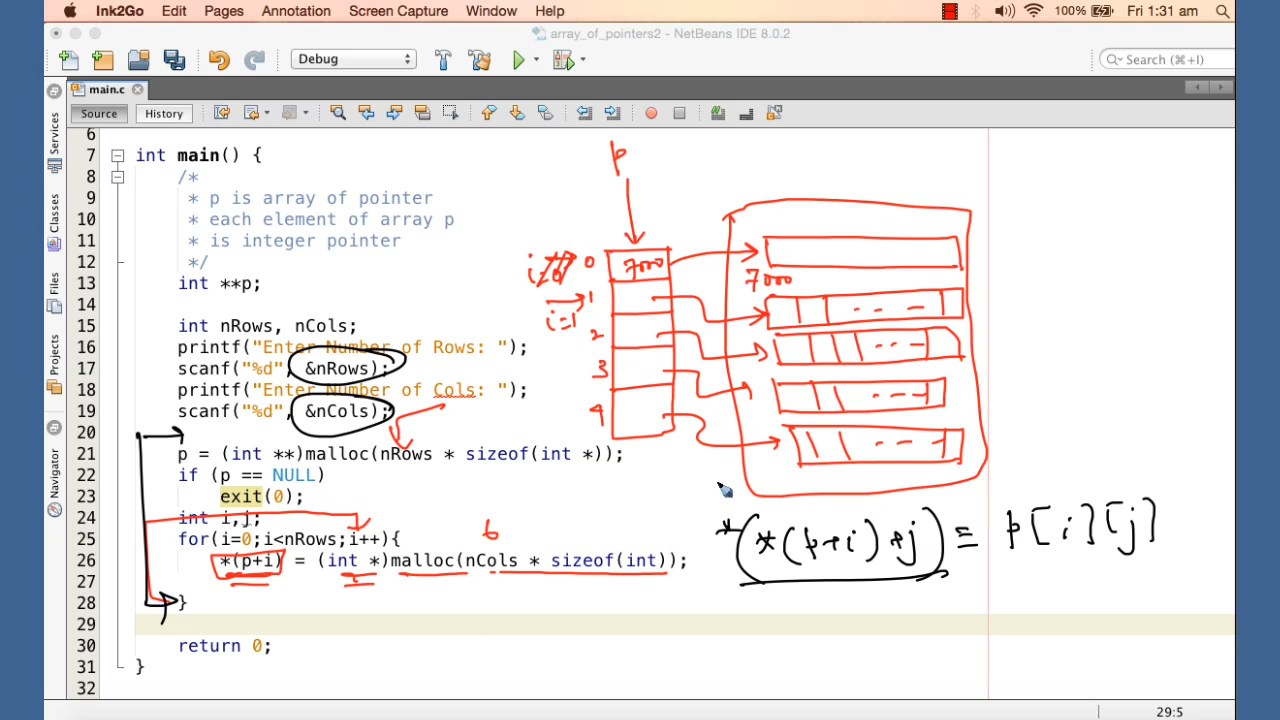 Ink2Go Edit Pages Annotation Screen Capture Window Help 100% Fri 1:31 am
array_of_pointers2 - NetBeans IDE 8.0.2
Debug Search (⌘+I)
main.c
Source History
Services
Classes
Files
Projects
Navigator
6
7 int main() {
8 /*
9 * p is array of pointer
10 * each element of array p
11 * is integer pointer
12 */
13 int **p;
14
15 int nRows, nCols;
16 printf("Enter Number of Rows: ");
17 scanf("%d", &nRows);
18 printf("Enter Number of Cols: ");
19 scanf("%d", &nCols);
20
21 p = (int **)malloc(nRows * sizeof(int *));
22 if (p == NULL)
23 exit(0);
24 int i,j;
25 for(i=0;i<nRows;i++){
26 *(p+i) = (int *)malloc(nCols * sizeof(int));
27
28 }
29
30 return 0;
31 }
32
p
i=0 0 7000
7000
1
i=1
2
3
4
6
*(*(p+i)+j) = p[i][j]
29:5